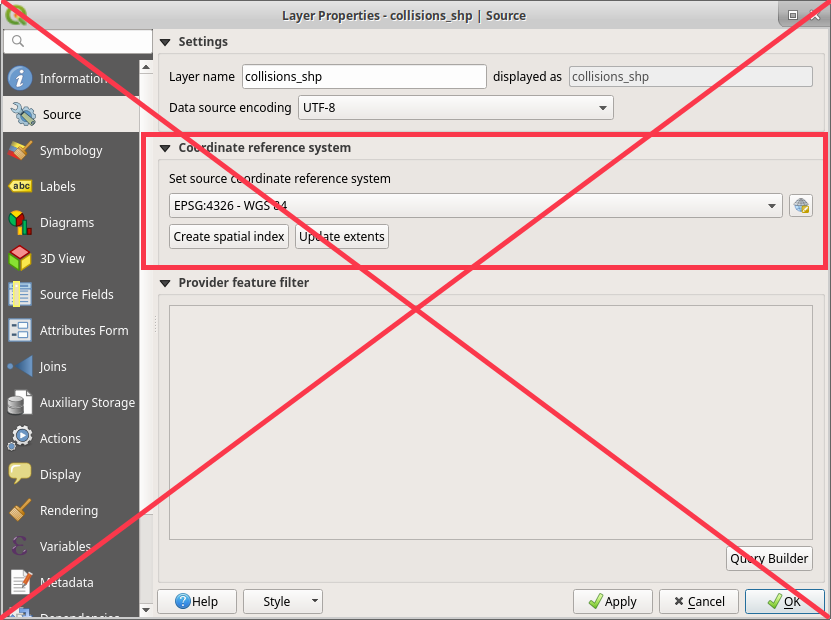 Layer Properties - collisions_shp | Source
Settings
Information
Layer name collisions_shp displayed as collisions_shp
Source
Data source encoding UTF-8
Symbology
Coordinate reference system
Labels
Set source coordinate reference system
Diagrams
EPSG:4326 - WGS 84
3D View
Create spatial index Update extents
Source Fields
Provider feature filter
Attributes Form
Joins
Auxiliary Storage
Actions
Display
Rendering
Variables
Query Builder
Metadata
Help Style Apply Cancel OK
Dependencies
abc